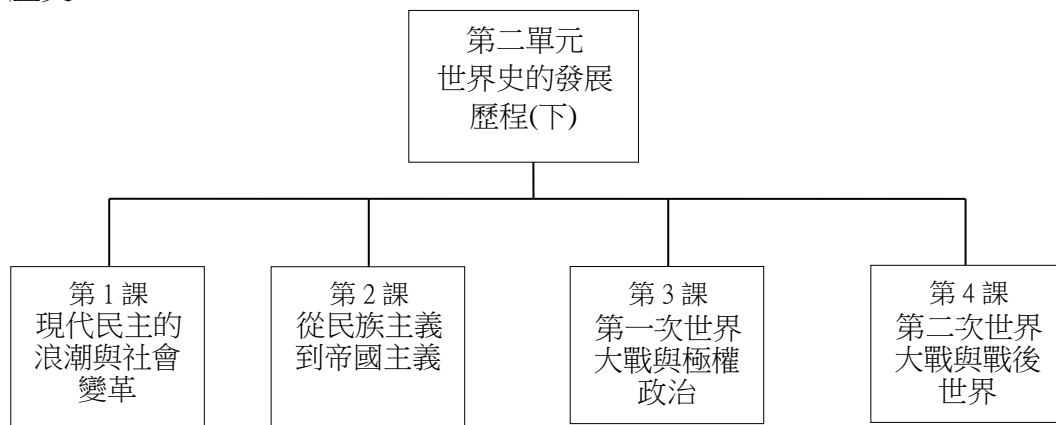 第二單元
世界史的發展
歷程(下)
第 1 課
現代民主的
浪潮與社會
變革
第 2 課
從民族主義
到帝國主義
第 3 課
第一次世界
大戰與極權
政治
第 4 課
第二次世界
大戰與戰後
世界